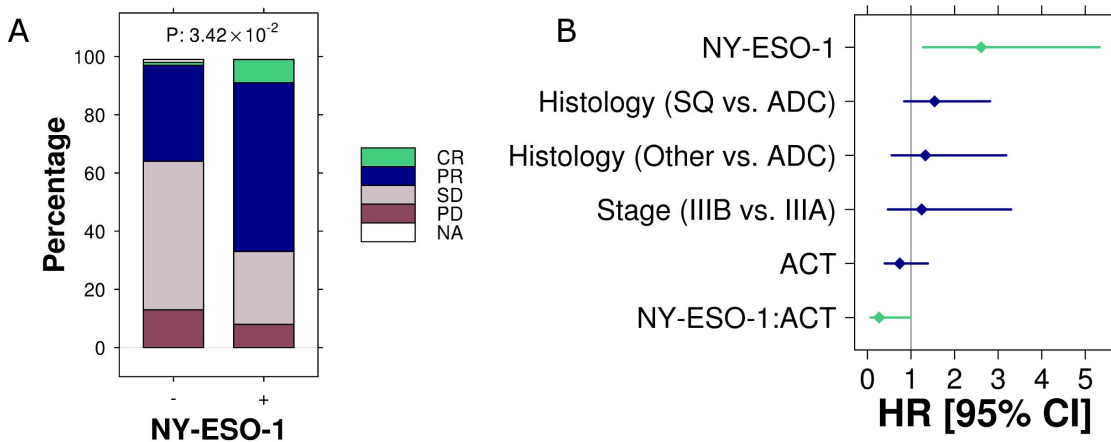 A
P: 3.42×10⁻²
100
80
60
40
20
0
Percentage
-
+
NY-ESO-1
CR
PR
SD
PD
NA
B
NY-ESO-1
Histology (SQ vs. ADC)
Histology (Other vs. ADC)
Stage (IIIB vs. IIIA)
ACT
NY-ESO-1:ACT
0 1 2 3 4 5
HR [95% CI]